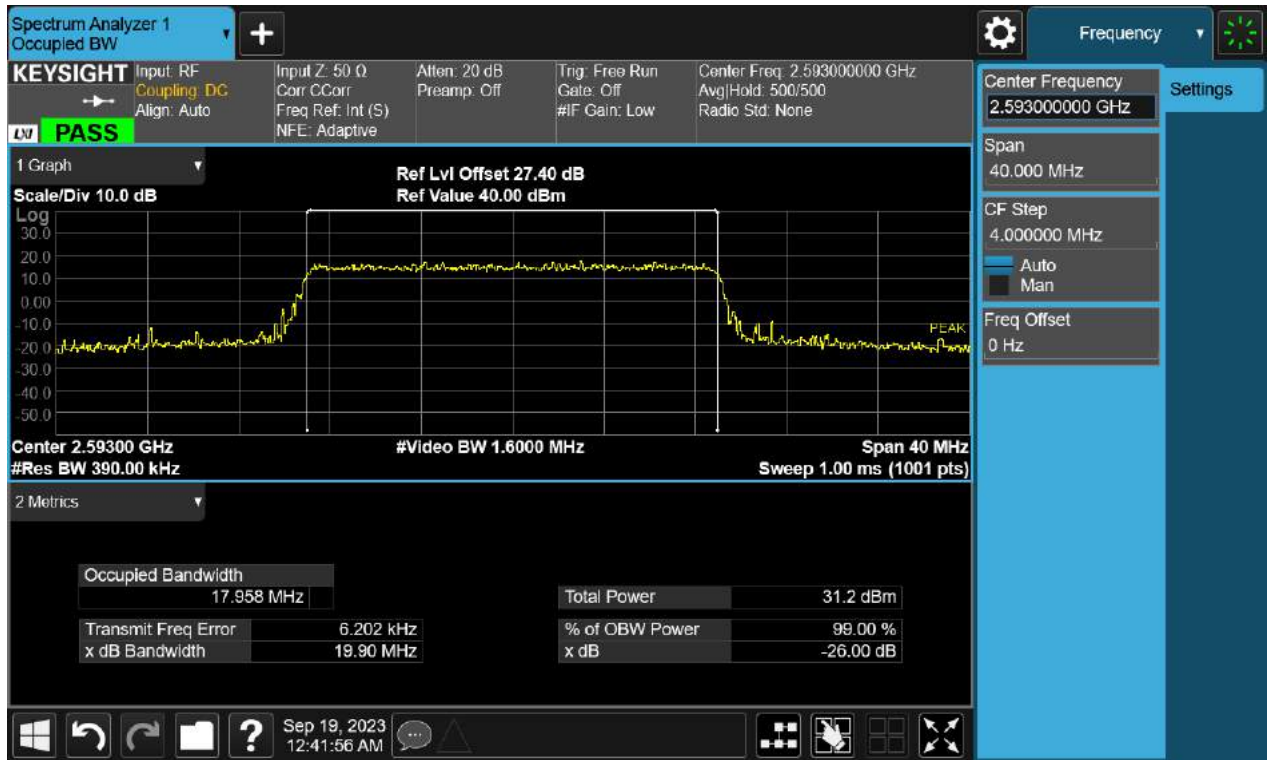 Spectrum Analyzer 1
Occupied BW
+
Frequency
KEYSIGHT
Input: RF
Coupling: DC
Align: Auto
Input Z: 50 Ω
Corr CCorr
Freq Ref: Int (S)
NFE: Adaptive
Atten: 20 dB
Preamp: Off
Trig: Free Run
Gate: Off
#IF Gain: Low
Center Freq: 2.593000000 GHz
Avg|Hold: 500/500
Radio Std: None
LXI
PASS
Center Frequency
2.593000000 GHz
Settings
Span
40.000 MHz
CF Step
4.000000 MHz
Auto
Man
Freq Offset
0 Hz
1 Graph
Scale/Div 10.0 dB
Ref Lvl Offset 27.40 dB
Ref Value 40.00 dBm
Log
30.0
20.0
10.0
0.00
-10.0
-20.0
-30.0
-40.0
-50.0
PEAK
Center 2.59300 GHz
#Video BW 1.6000 MHz
Span 40 MHz
#Res BW 390.00 kHz
Sweep 1.00 ms (1001 pts)
2 Metrics
Occupied Bandwidth
17.958 MHz
Total Power 31.2 dBm
Transmit Freq Error 6.202 kHz
% of OBW Power 99.00 %
x dB Bandwidth 19.90 MHz
x dB -26.00 dB
?
Sep 19, 2023
12:41:56 AM